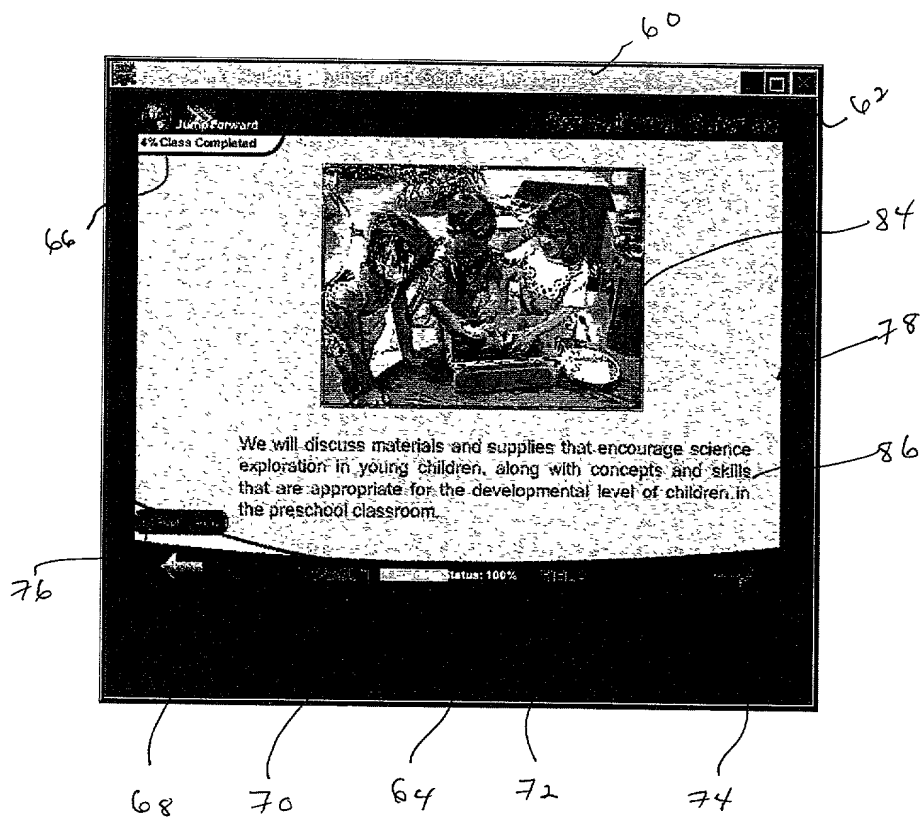 60
62
Jump Forward
4% Class Completed
66
84
78
We will discuss materials and supplies that encourage science
exploration in young children, along with concepts and skills
that are appropriate for the developmental level of children in
the preschool classroom.
86
76
Status: 100%
68 70 64 72 74